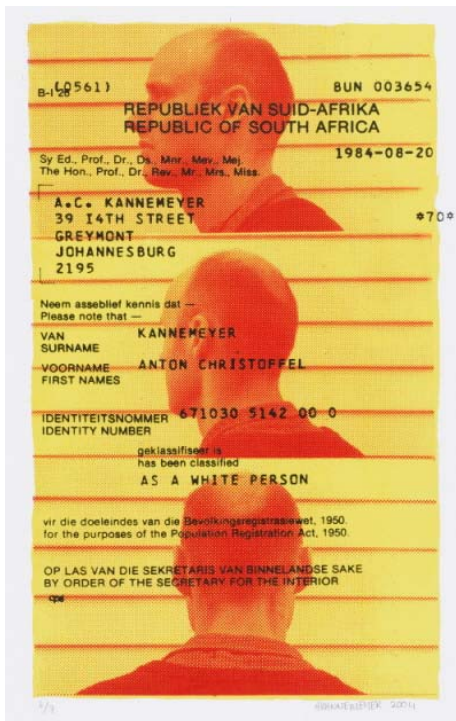 (0561)
B-I 26
BUN 003654
REPUBLIEK VAN SUID-AFRIKA
REPUBLIC OF SOUTH AFRICA
1984-08-20
Sy Ed., Prof., Dr., Ds., Mnr., Mev., Mej.
The Hon., Prof., Dr., Rev., Mr., Mrs., Miss.
A.C. KANNEMEYER
39 I4TH STREET
*70*
GREYMONT
JOHANNESBURG
2195
Neem asseblief kennis dat —
Please note that —
VAN
SURNAME
KANNEMEYER
VOORNAME
FIRST NAMES
ANTON CHRISTOFFEL
IDENTITEITSNOMMER
IDENTITY NUMBER
671030 5142 00 0
geklassifiseer is
has been classified
AS A WHITE PERSON
vir die doeleindes van die Bevolkingsregistrasiewet, 1950.
for the purposes of the Population Registration Act, 1950.
OP LAS VAN DIE SEKRETARIS VAN BINNELANDSE SAKE
BY ORDER OF THE SECRETARY FOR THE INTERIOR
KANNEMEYER 2004